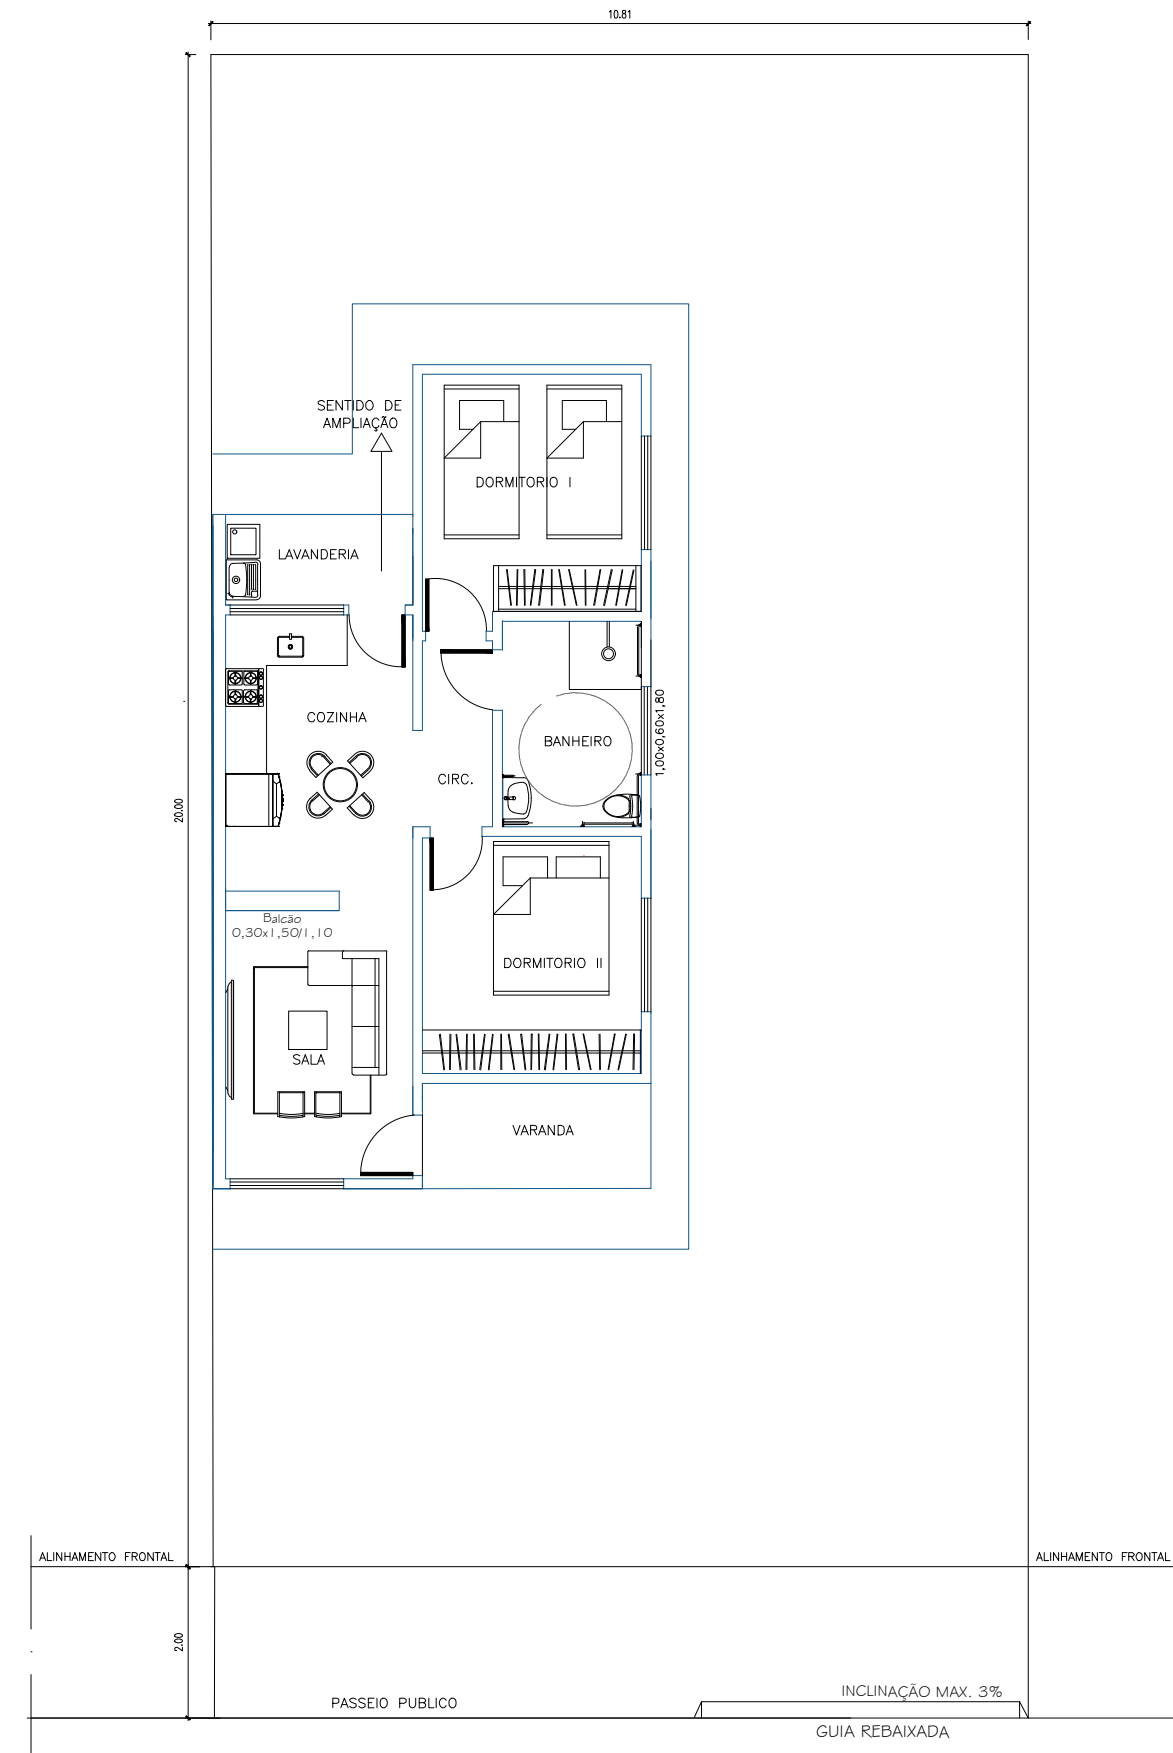 10.81
SENTIDO DE
AMPLIAÇÃO
DORMITORIO I
LAVANDERIA
COZINHA
BANHEIRO
1,00x0,60x1,80
CIRC.
20.00
Balcão
0,30x1,50/1,10
DORMITORIO II
SALA
VARANDA
ALINHAMENTO FRONTAL
ALINHAMENTO FRONTAL
2.00
INCLINAÇÃO MAX. 3%
PASSEIO PUBLICO
GUIA REBAIXADA